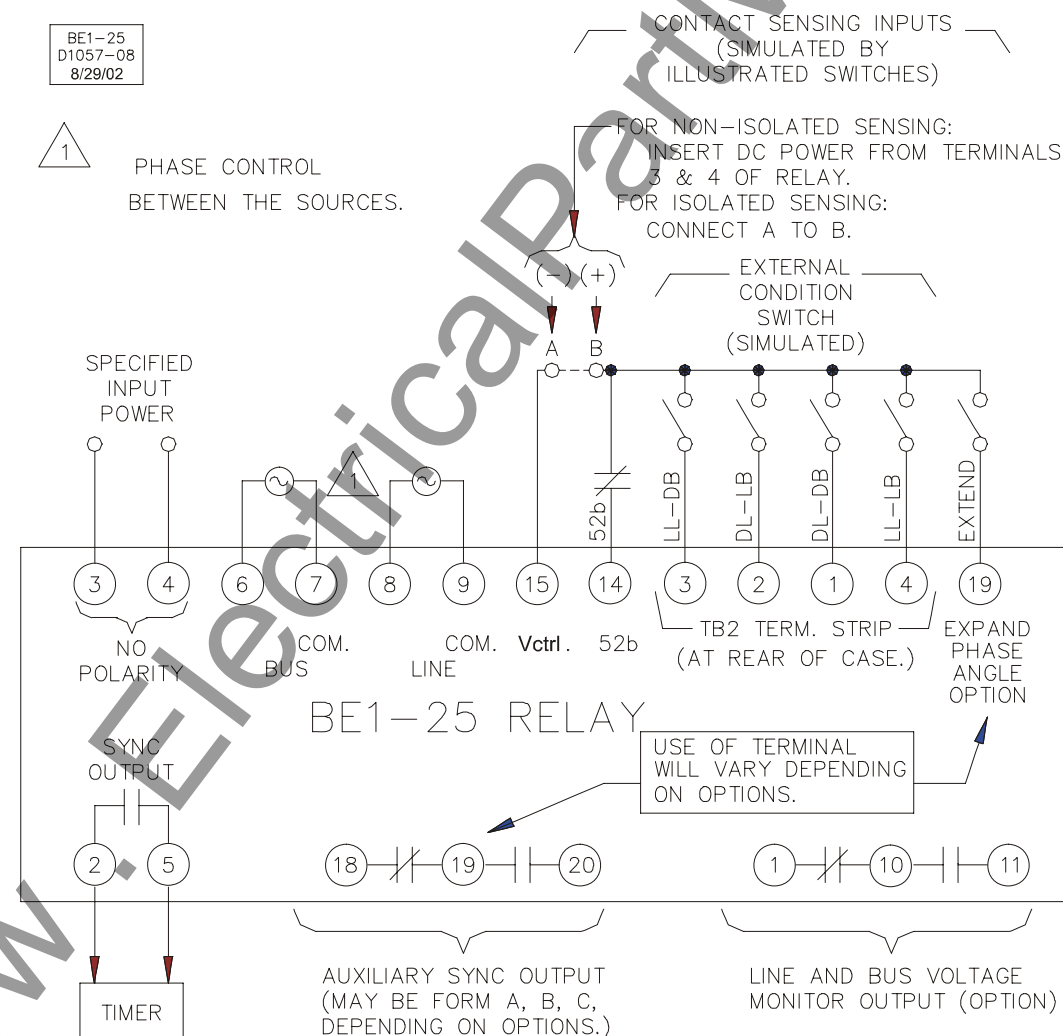 BE1-25
D1057-08
8/29/02
CONTACT SENSING INPUTS
(SIMULATED BY
ILLUSTRATED SWITCHES)
1
PHASE CONTROL
BETWEEN THE SOURCES.
FOR NON-ISOLATED SENSING:
INSERT DC POWER FROM TERMINALS
3 & 4 OF RELAY.
FOR ISOLATED SENSING:
CONNECT A TO B.
(-) (+)
A B
EXTERNAL
CONDITION
SWITCH
(SIMULATED)
SPECIFIED
INPUT
POWER
1
52b
LL-DB
DL-LB
DL-DB
LL-LB
EXTEND
3 4 6 7 8 9 15 14 3 2 1 4 19
NO
POLARITY
COM.
BUS
COM.
LINE
Vctrl.
52b
TB2 TERM. STRIP
(AT REAR OF CASE.)
EXPAND
PHASE
ANGLE
OPTION
BE1-25 RELAY
USE OF TERMINAL
WILL VARY DEPENDING
ON OPTIONS.
SYNC
OUTPUT
2 5 18 19 20 1 10 11
TIMER
AUXILIARY SYNC OUTPUT
(MAY BE FORM A, B, C,
DEPENDING ON OPTIONS.)
LINE AND BUS VOLTAGE
MONITOR OUTPUT (OPTION)
w . ElectricalPartM